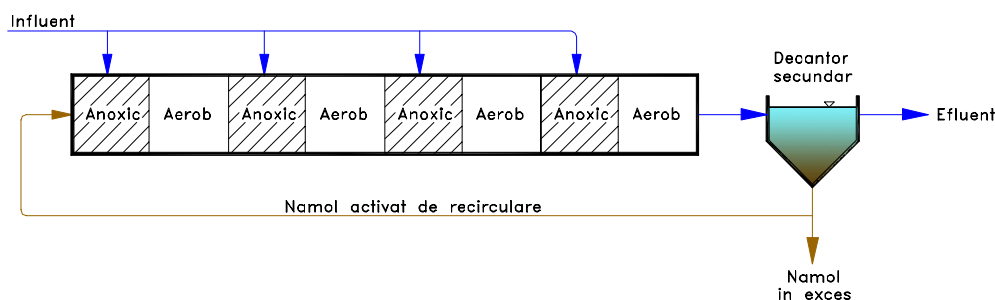 Influent
Decantor
secundar
Anoxic Aerob Anoxic Aerob Anoxic Aerob Anoxic Aerob
Efluent
Namol activat de recirculare
Namol
in exces